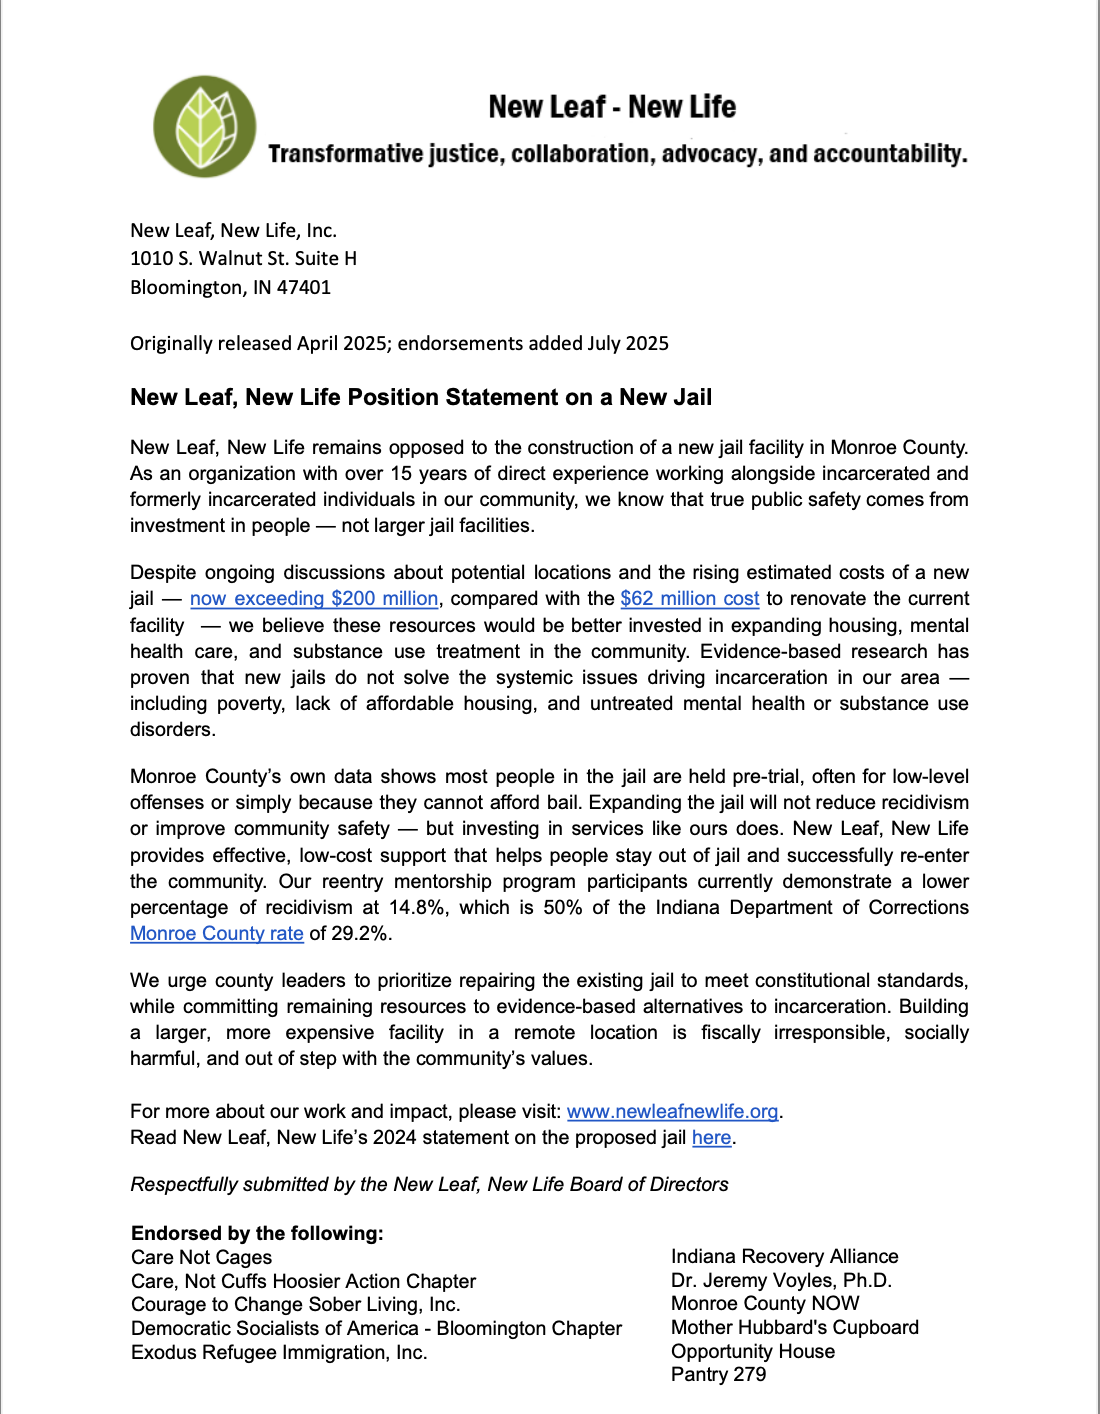 New Leaf - New Life
Transformative justice, collaboration, advocacy, and accountability.
New Leaf, New Life, Inc.
1010 S. Walnut St. Suite H
Bloomington, IN 47401
Originally released April 2025; endorsements added July 2025
New Leaf, New Life Position Statement on a New Jail
New Leaf, New Life remains opposed to the construction of a new jail facility in Monroe County.
As an organization with over 15 years of direct experience working alongside incarcerated and
formerly incarcerated individuals in our community, we know that true public safety comes from
investment in people — not larger jail facilities.
Despite ongoing discussions about potential locations and the rising estimated costs of a new
jail — now exceeding $200 million, compared with the $62 million cost to renovate the current
facility — we believe these resources would be better invested in expanding housing, mental
health care, and substance use treatment in the community. Evidence-based research has
proven that new jails do not solve the systemic issues driving incarceration in our area —
including poverty, lack of affordable housing, and untreated mental health or substance use
disorders.
Monroe County’s own data shows most people in the jail are held pre-trial, often for low-level
offenses or simply because they cannot afford bail. Expanding the jail will not reduce recidivism
or improve community safety — but investing in services like ours does. New Leaf, New Life
provides effective, low-cost support that helps people stay out of jail and successfully re-enter
the community. Our reentry mentorship program participants currently demonstrate a lower
percentage of recidivism at 14.8%, which is 50% of the Indiana Department of Corrections
Monroe County rate of 29.2%.
We urge county leaders to prioritize repairing the existing jail to meet constitutional standards,
while committing remaining resources to evidence-based alternatives to incarceration. Building
a larger, more expensive facility in a remote location is fiscally irresponsible, socially
harmful, and out of step with the community’s values.
For more about our work and impact, please visit: www.newleafnewlife.org.
Read New Leaf, New Life’s 2024 statement on the proposed jail here.
Respectfully submitted by the New Leaf, New Life Board of Directors
Endorsed by the following:
Care Not Cages
Care, Not Cuffs Hoosier Action Chapter
Courage to Change Sober Living, Inc.
Democratic Socialists of America - Bloomington Chapter
Exodus Refugee Immigration, Inc.
Indiana Recovery Alliance
Dr. Jeremy Voyles, Ph.D.
Monroe County NOW
Mother Hubbard's Cupboard
Opportunity House
Pantry 279